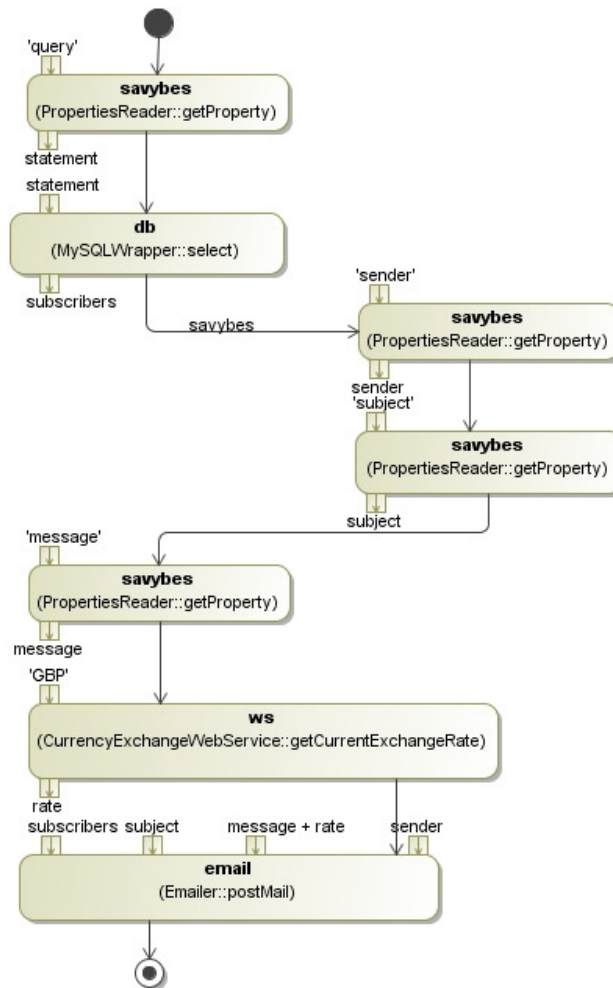 'query'
savybes
(PropertiesReader::getProperty)
statement
statement
db
(MySQLWrapper::select)
subscribers
savybes
'sender'
savybes
(PropertiesReader::getProperty)
sender
'subject'
savybes
(PropertiesReader::getProperty)
subject
'message'
savybes
(PropertiesReader::getProperty)
message
'GBP'
ws
(CurrencyExchangeWebService::getCurrentExchangeRate)
rate
subscribers subject message + rate sender
email
(Emailer::postMail)